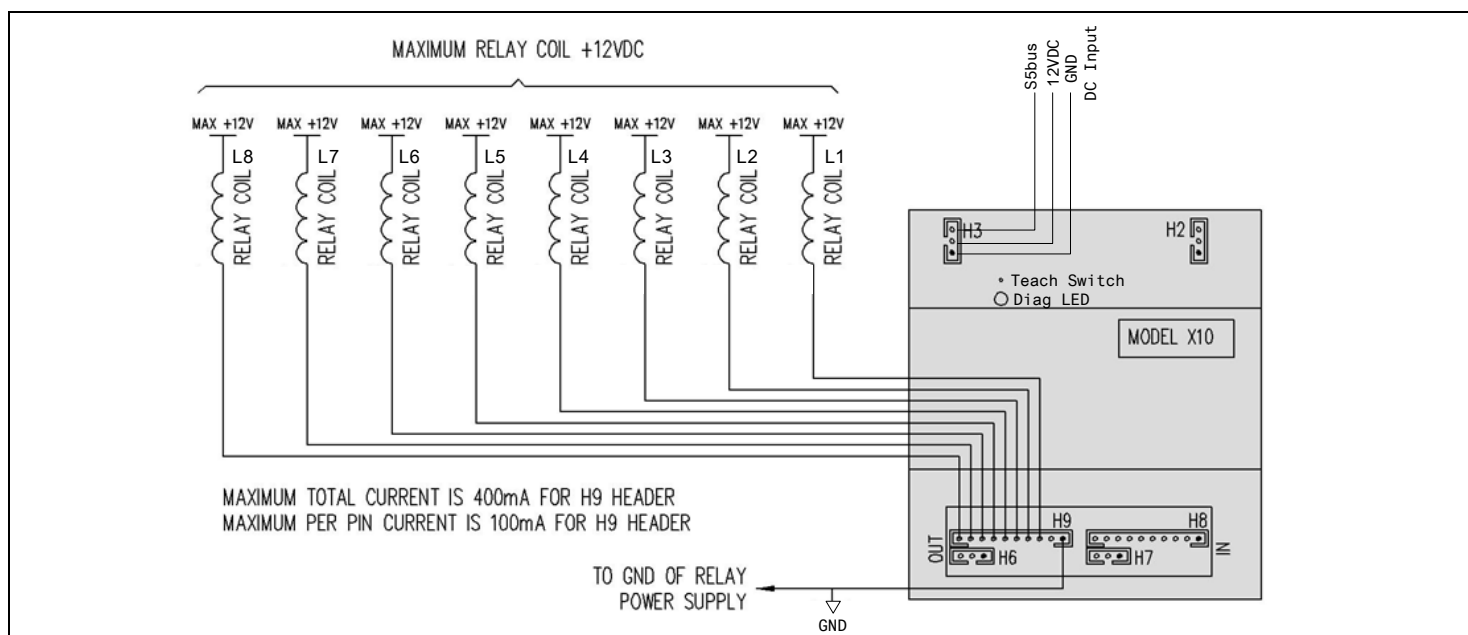 MAXIMUM RELAY COIL +12VDC
S5bus
12VDC
GND
DC Input
MAX +12V MAX +12V MAX +12V MAX +12V MAX +12V MAX +12V MAX +12V MAX +12V
L8 L7 L6 L5 L4 L3 L2 L1
RELAY COIL RELAY COIL RELAY COIL RELAY COIL RELAY COIL RELAY COIL RELAY COIL RELAY COIL
H3 H2
Teach Switch
Diag LED
MODEL X10
MAXIMUM TOTAL CURRENT IS 400mA FOR H9 HEADER
MAXIMUM PER PIN CURRENT IS 100mA FOR H9 HEADER
H9 H8
OUT IN
H6 H7
TO GND OF RELAY
POWER SUPPLY
GND